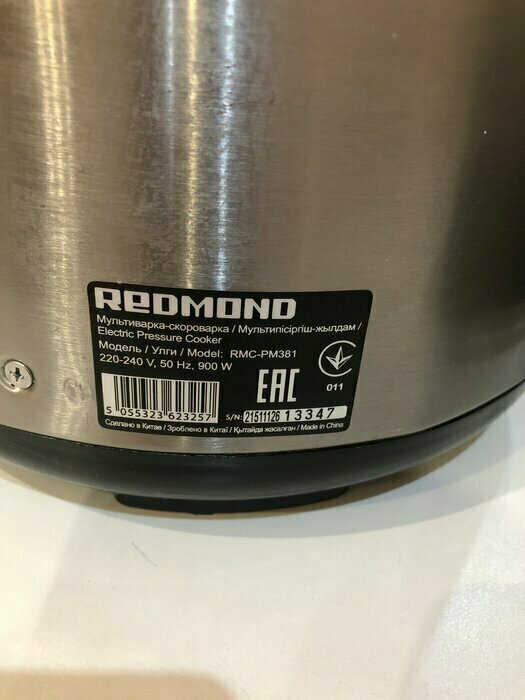 REDMOND
Мультиварка-скороварка / Мультипісіргіш-жылдам /
Electric Pressure Cooker
Модель / Улги / Model: RMC-PM381
220-240 V, 50 Hz, 900 W
EAC
011
5 055323 623257
S/N: 21511126 13347
Сделано в Китае / Зроблено в Китаї / Қытайда жасалған / Made in China